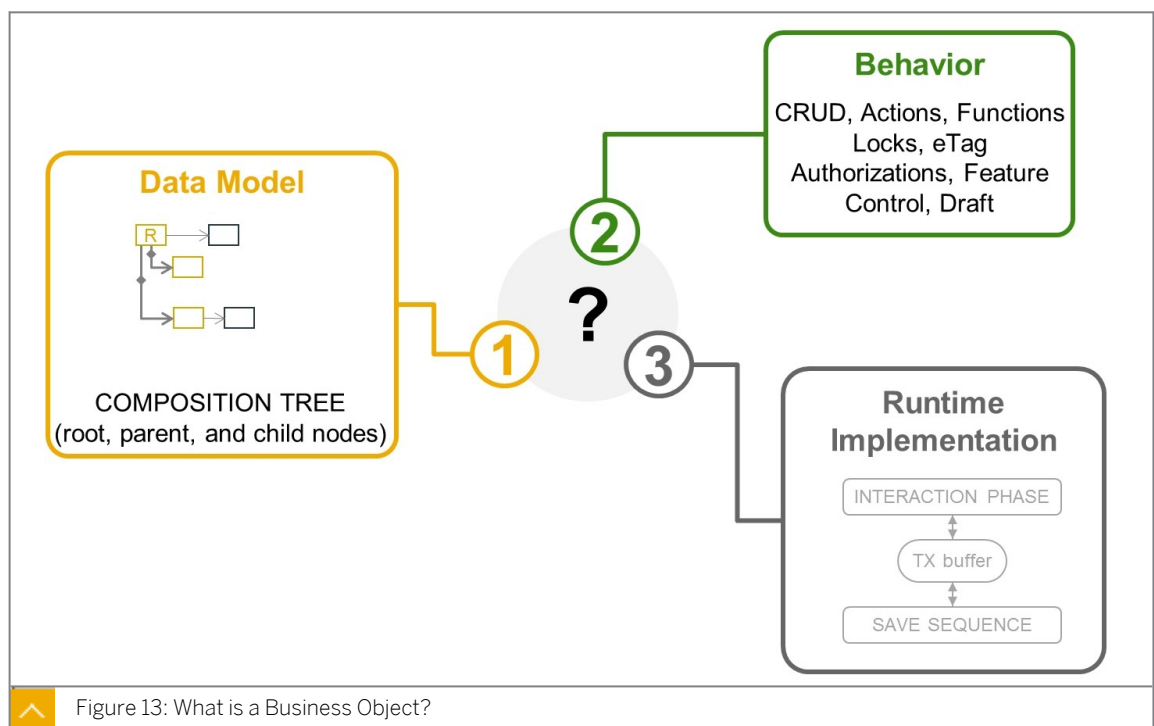 Data Model
R
COMPOSITION TREE
(root, parent, and child nodes)
1
?
2
Behavior
CRUD, Actions, Functions
Locks, eTag
Authorizations, Feature
Control, Draft
3
Runtime
Implementation
INTERACTION PHASE
TX buffer
SAVE SEQUENCE
Figure 13: What is a Business Object?